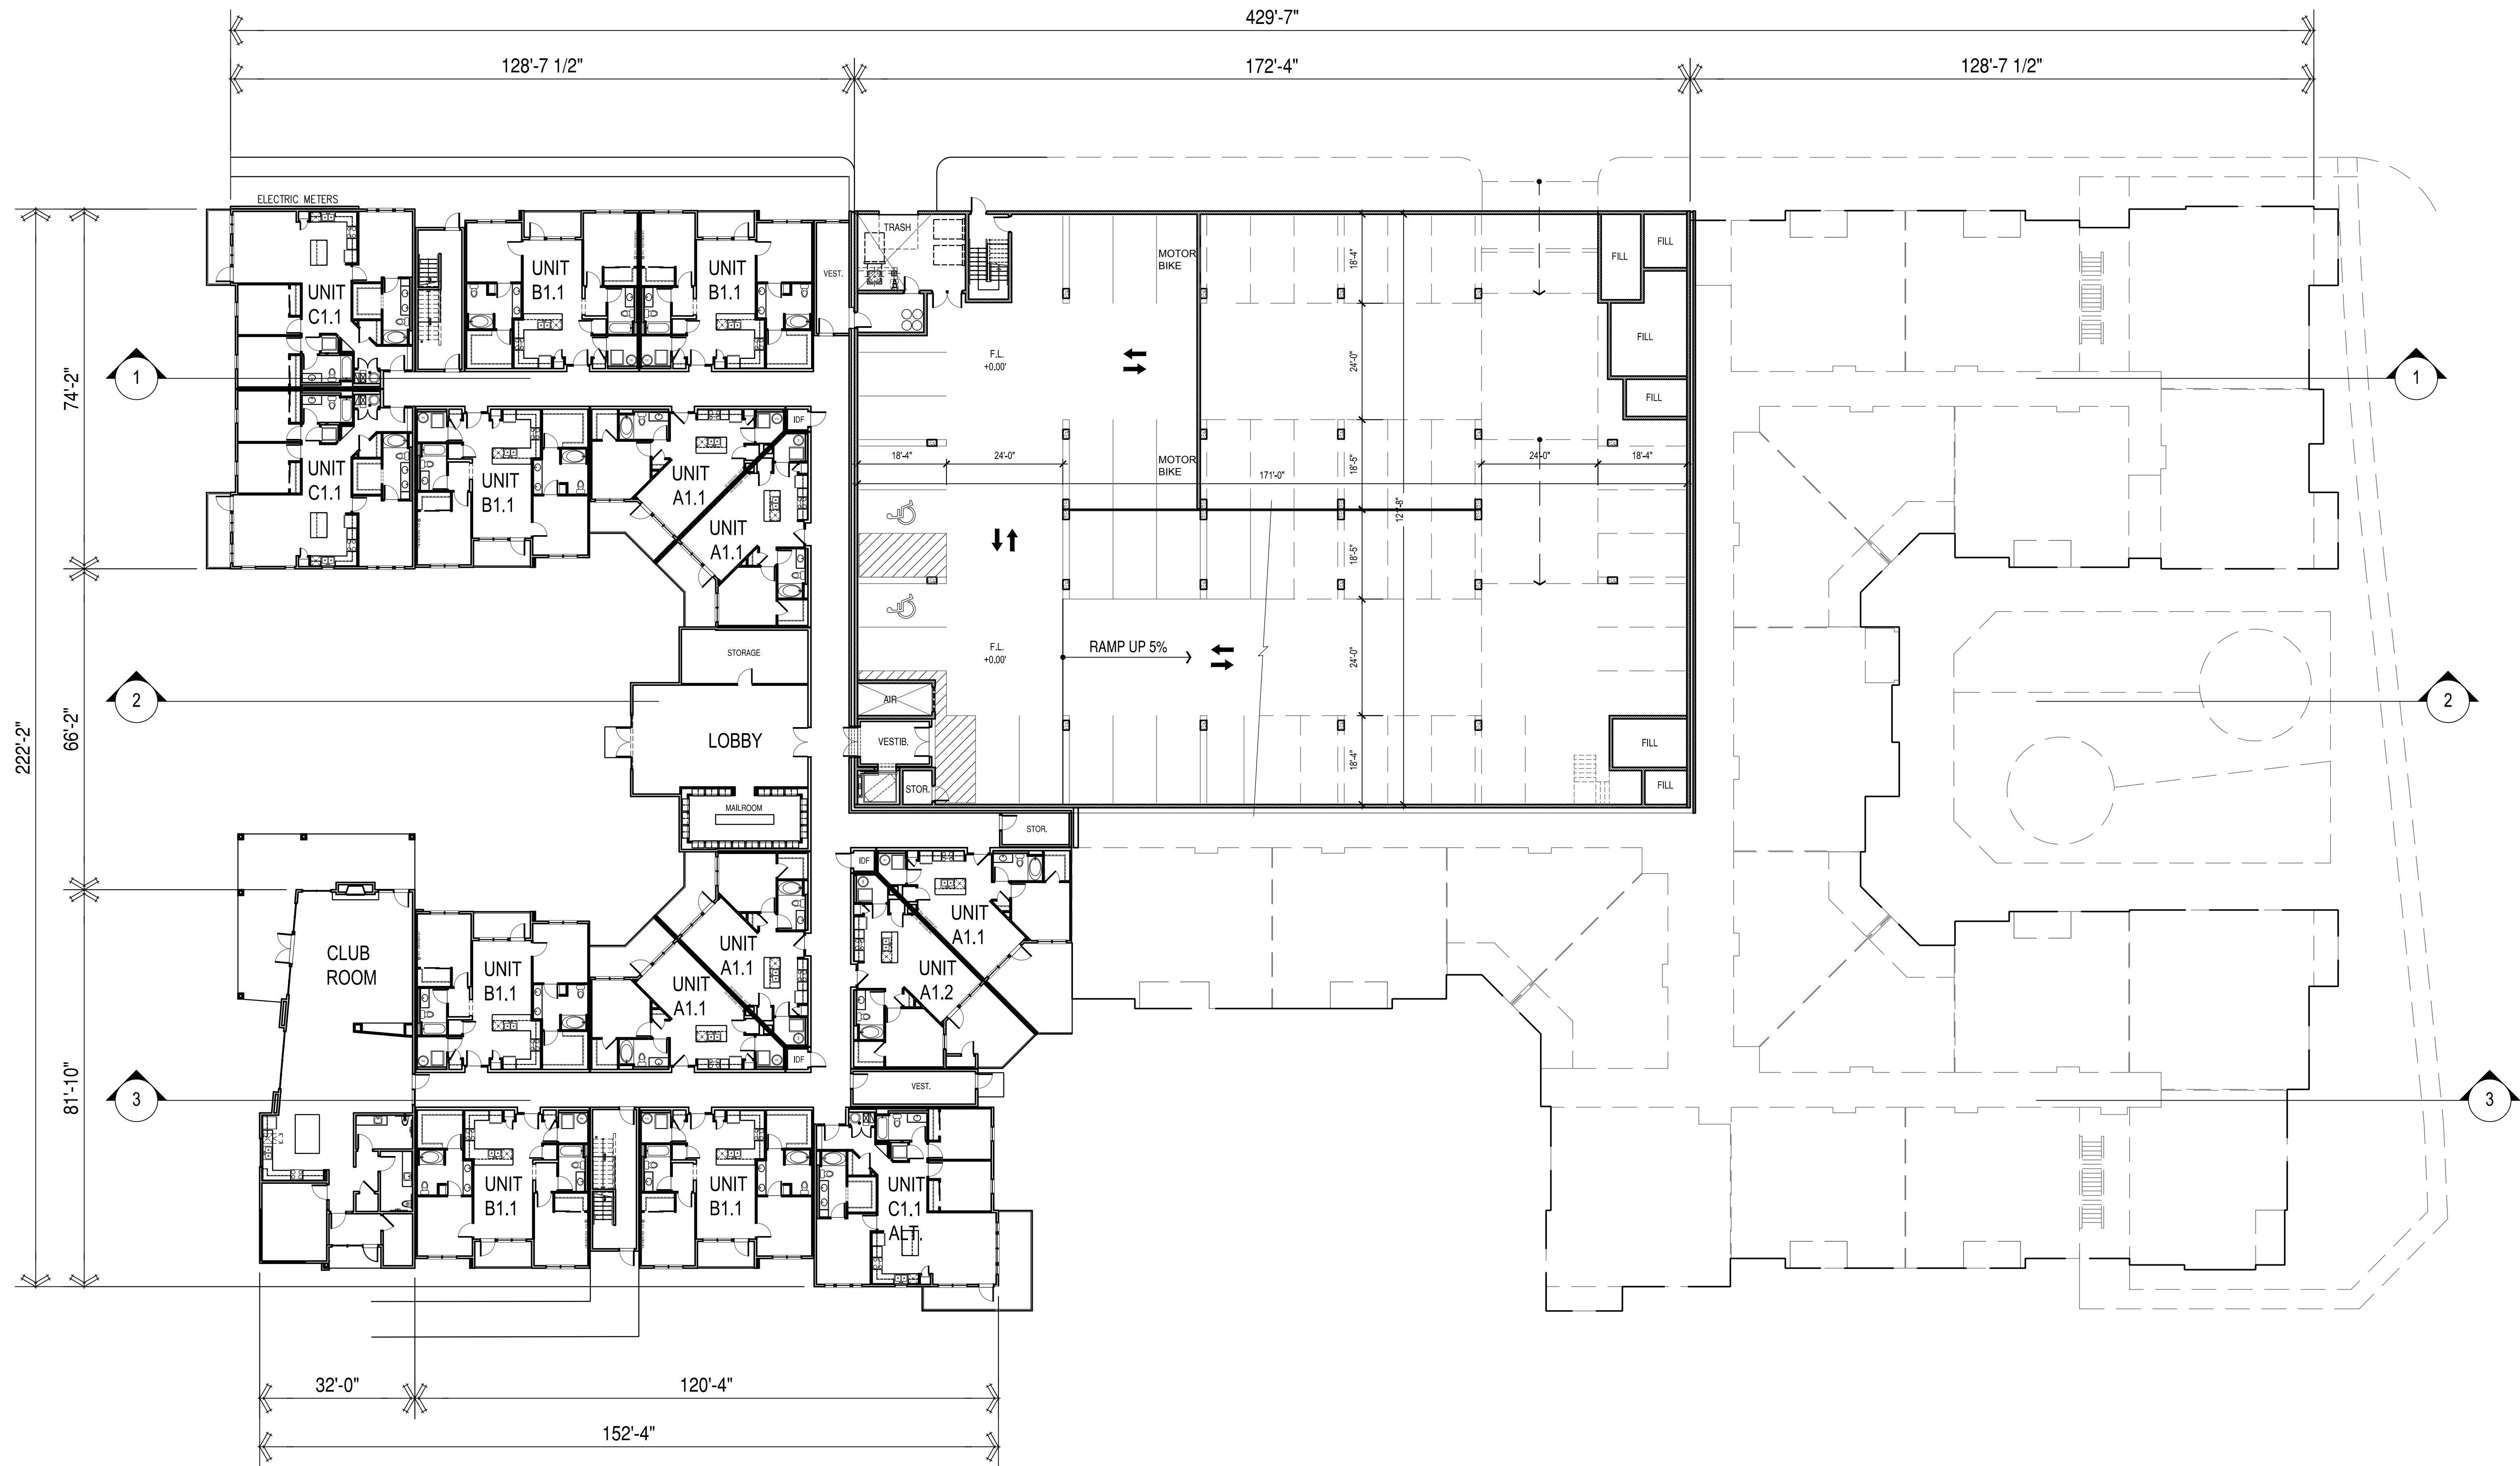 429'-7"
128'-7 1/2"
172'-4"
128'-7 1/2"
ELECTRIC METERS
TRASH
UNIT
C1.1
UNIT
B1.1
UNIT
B1.1
VEST.
MOTOR
BIKE
18'-4"
FILL
FILL
FILL
FILL
F.L.
+0.00'
24'-0"
1
1
74'-2"
222'-2"
66'-2"
81'-10"
UNIT
C1.1
UNIT
B1.1
UNIT
A1.1
UNIT
A1.1
IDF
18'-4"
24'-0"
MOTOR
BIKE
18'-5"
171'-0"
24'-0"
18'-4"
18'-5"
STORAGE
F.L.
+0.00'
RAMP UP 5%
24'-0"
2
2
AIR
LOBBY
VESTIB.
STOR.
18'-4"
FILL
FILL
MAILROOM
STOR.
IDF
CLUB
ROOM
UNIT
B1.1
UNIT
A1.1
UNIT
A1.1
UNIT
A1.1
UNIT
A1.2
IDF
VEST.
3
3
UNIT
B1.1
UNIT
B1.1
UNIT
C1.1
ALT.
32'-0"
120'-4"
152'-4"